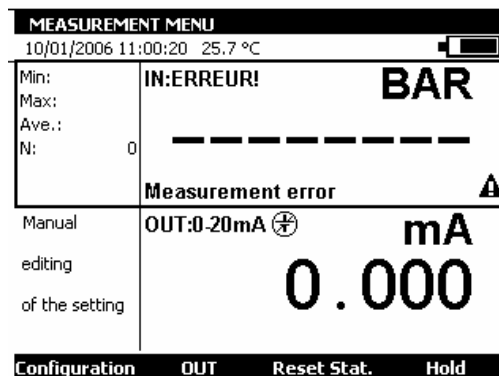 MEASUREMENT MENU
10/01/2006 11:00:20 25.7 °C
Min:
Max:
Ave.:
N: 0
IN:ERREUR!
BAR
---------
Measurement error
Manual
editing
of the setting
OUT:0-20mA
mA
0.000
Configuration OUT Reset Stat. Hold